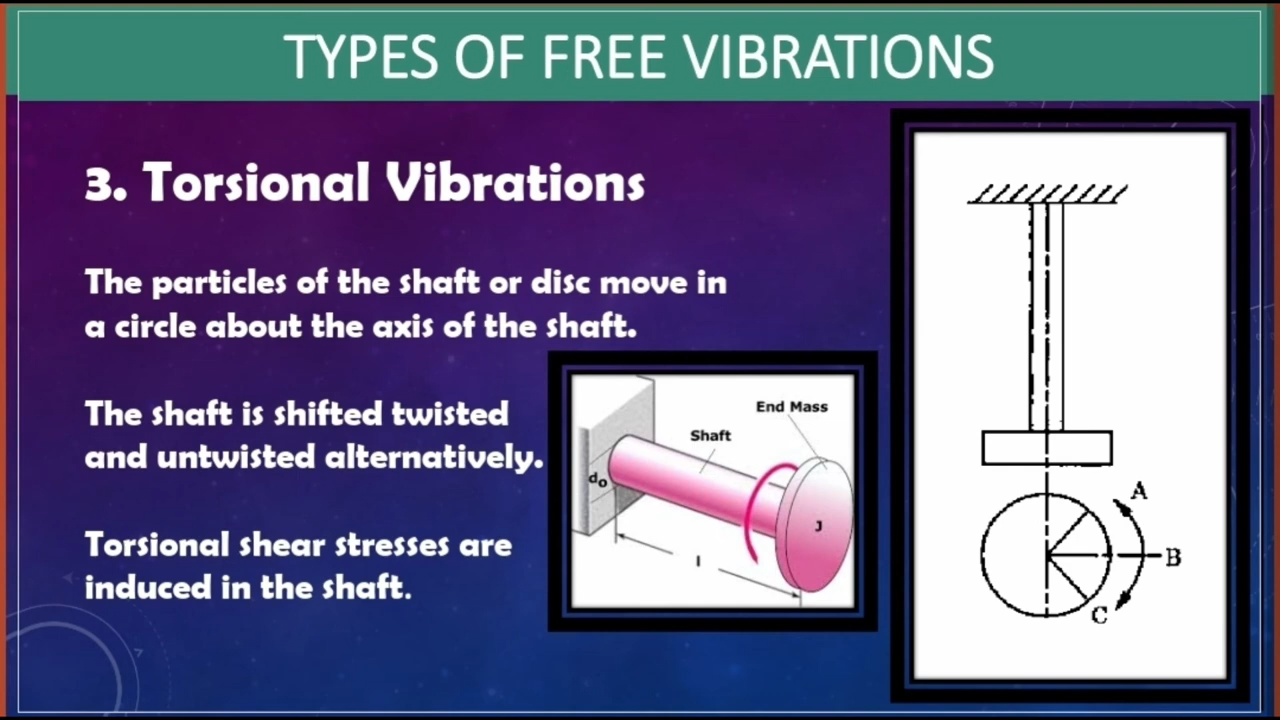 TYPES OF FREE VIBRATIONS
3. Torsional Vibrations
The particles of the shaft or disc move in
a circle about the axis of the shaft.
The shaft is shifted twisted
and untwisted alternatively.
Torsional shear stresses are
induced in the shaft.
End Mass
Shaft
do
J
l
A
B
C